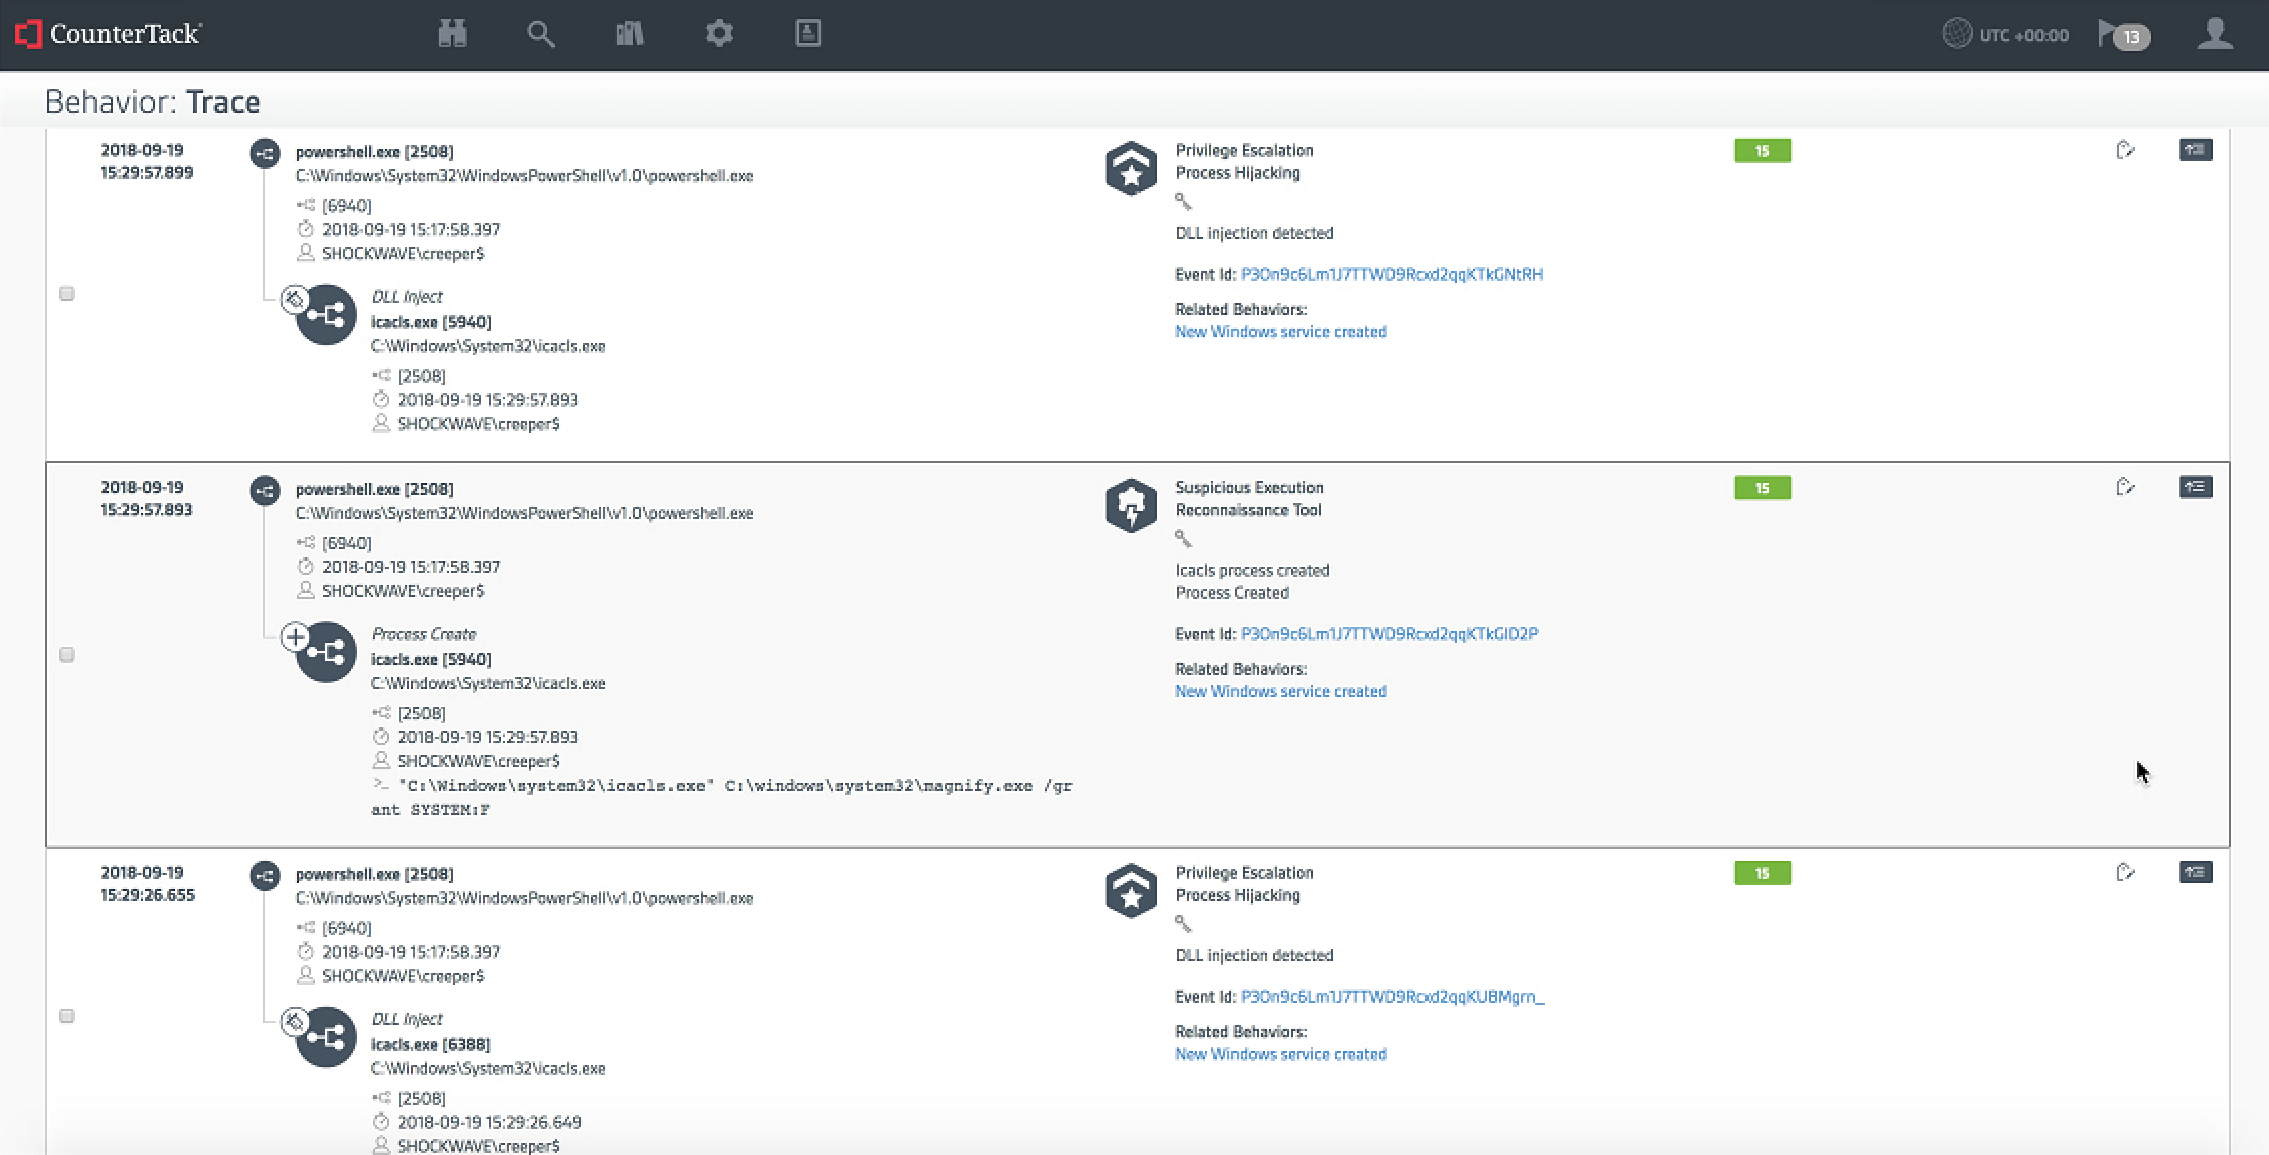 CounterTack
UTC +00:00
13
Behavior: Trace
2018-09-19
15:29:57.899
powershell.exe [2508]
C:\Windows\System32\WindowsPowerShell\v1.0\powershell.exe
[6940]
2018-09-19 15:17:58.397
SHOCKWAVE\creeper$
DLL Inject
icacls.exe [5940]
C:\Windows\System32\icacls.exe
[2508]
2018-09-19 15:29:57.893
SHOCKWAVE\creeper$
Privilege Escalation
Process Hijacking
DLL injection detected
Event Id: P3On9c6Lm1J7TTWD9Rcxd2qqKTkGNtRH
Related Behaviors:
New Windows service created
15
2018-09-19
15:29:57.893
powershell.exe [2508]
C:\Windows\System32\WindowsPowerShell\v1.0\powershell.exe
[6940]
2018-09-19 15:17:58.397
SHOCKWAVE\creeper$
Process Create
icacls.exe [5940]
C:\Windows\System32\icacls.exe
[2508]
2018-09-19 15:29:57.893
SHOCKWAVE\creeper$
>_ "C:\Windows\system32\icacls.exe" C:\windows\system32\magnify.exe /gr
ant SYSTEM:F
Suspicious Execution
Reconnaissance Tool
Icacls process created
Process Created
Event Id: P3On9c6Lm1J7TTWD9Rcxd2qqKTkGlD2P
Related Behaviors:
New Windows service created
15
2018-09-19
15:29:26.655
powershell.exe [2508]
C:\Windows\System32\WindowsPowerShell\v1.0\powershell.exe
[6940]
2018-09-19 15:17:58.397
SHOCKWAVE\creeper$
DLL Inject
icacls.exe [6388]
C:\Windows\System32\icacls.exe
[2508]
2018-09-19 15:29:26.649
SHOCKWAVE\creeper$
Privilege Escalation
Process Hijacking
DLL injection detected
Event Id: P3On9c6Lm1J7TTWD9Rcxd2qqKUBMgrn_
Related Behaviors:
New Windows service created
15